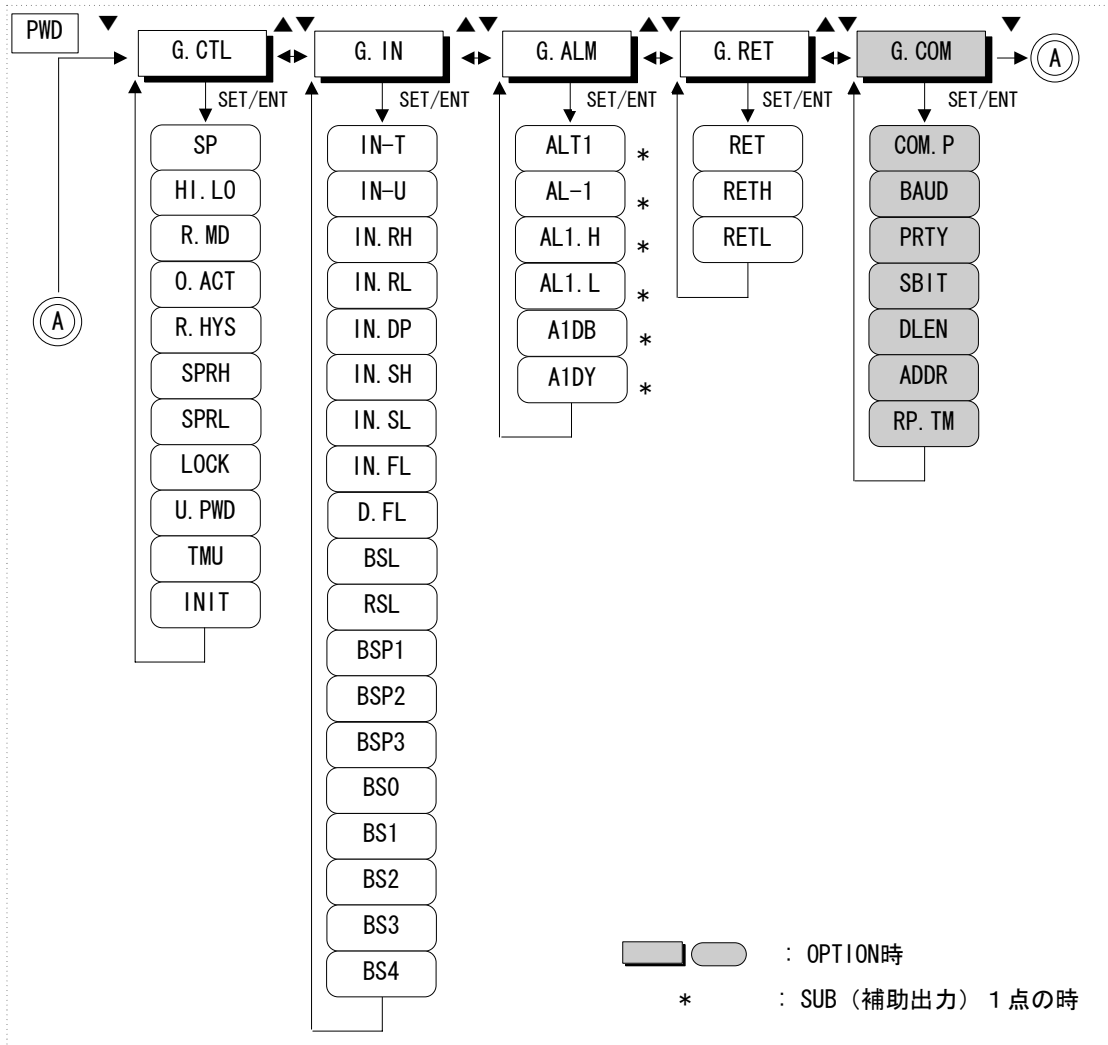 PWD
▼
G. CTL
▲▼
G. IN
▲▼
G. ALM
▲▼
G. RET
▲▼
G. COM
▼
A
SET/ENT
SET/ENT
SET/ENT
SET/ENT
SET/ENT
SP
HI. LO
R. MD
O. ACT
R. HYS
SPRH
SPRL
LOCK
U. PWD
TMU
INIT
A
IN-T
IN-U
IN. RH
IN. RL
IN. DP
IN. SH
IN. SL
IN. FL
D. FL
BSL
RSL
BSP1
BSP2
BSP3
BS0
BS1
BS2
BS3
BS4
ALT1 *
AL-1 *
AL1. H *
AL1. L *
A1DB *
A1DY *
RET
RETH
RETL
COM. P
BAUD
PRTY
SBIT
DLEN
ADDR
RP. TM
: OPTION時
* : SUB（補助出力）１点の時